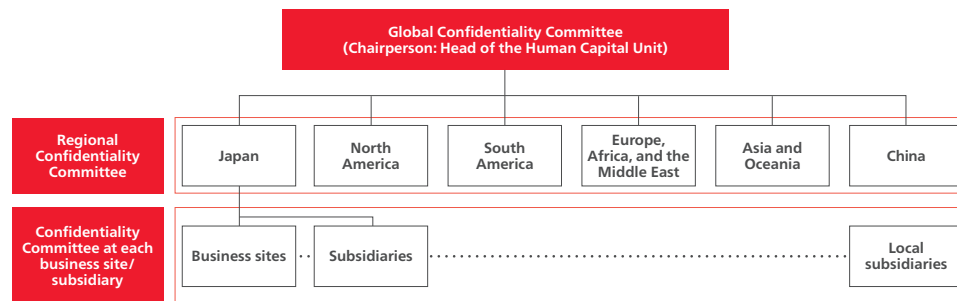 Global Confidentiality Committee
(Chairperson: Head of the Human Capital Unit)
Regional
Confidentiality
Committee
Japan
North
America
South
America
Europe,
Africa, and the
Middle East
Asia and
Oceania
China
Confidentiality
Committee at each
business site/
subsidiary
Business sites
Subsidiaries
Local
subsidiaries